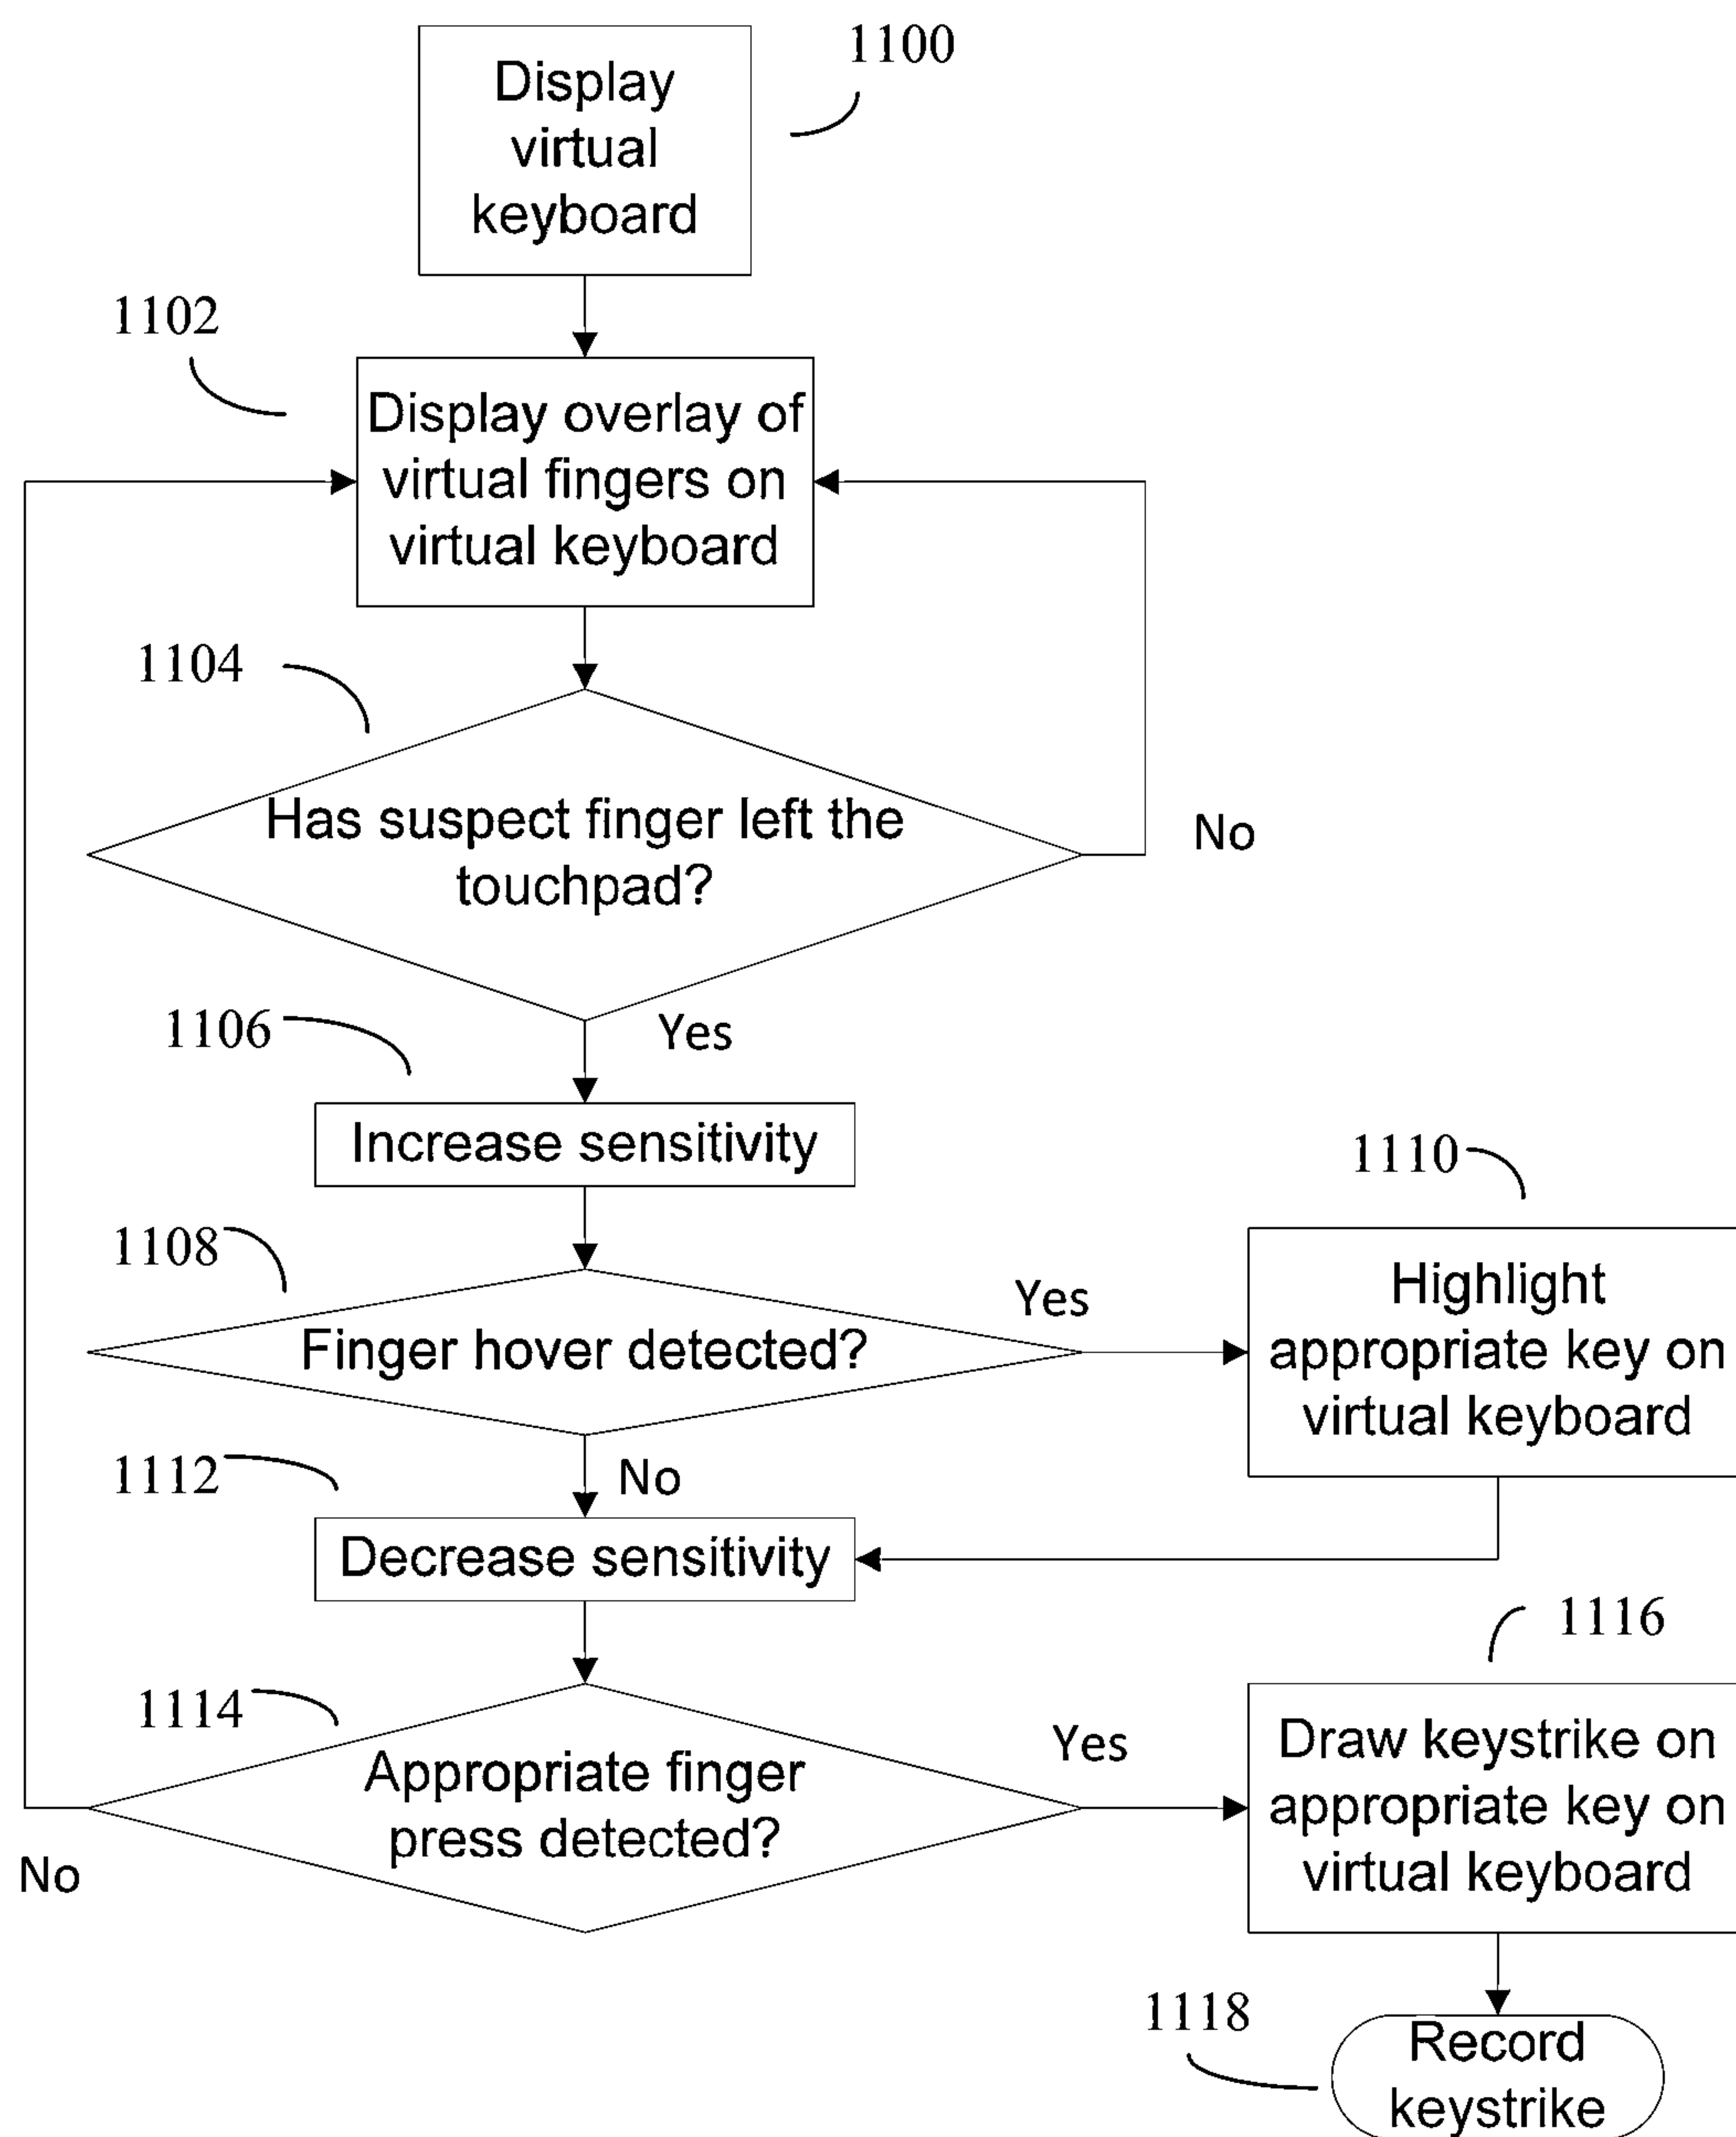 1100
Display
virtual
keyboard
1102
Display overlay of
virtual fingers on
virtual keyboard
1104
Has suspect finger left the
touchpad?
No
1106
Yes
Increase sensitivity
1108
Finger hover detected?
Yes
1110
Highlight
appropriate key on
virtual keyboard
No
1112
Decrease sensitivity
1114
Appropriate finger
press detected?
No
Yes
1116
Draw keystrike on
appropriate key on
virtual keyboard
1118
Record
keystrike